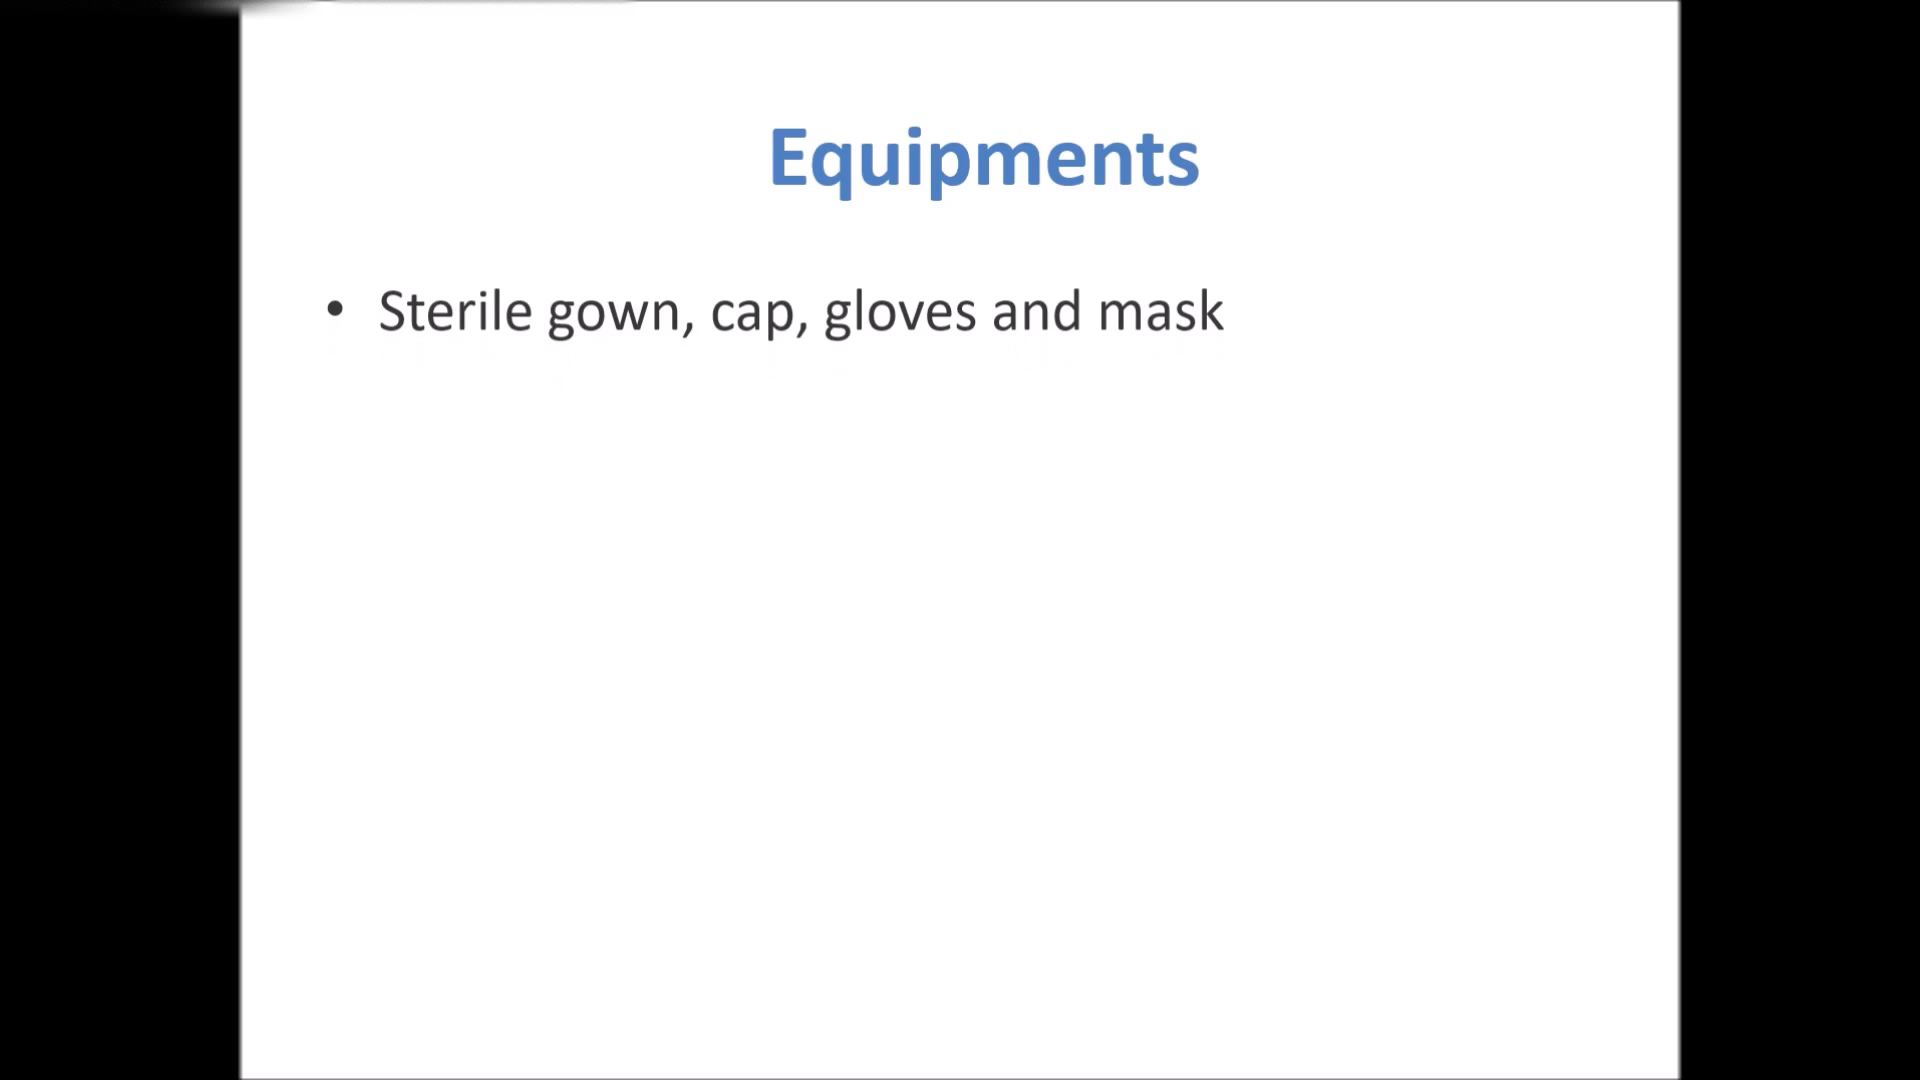 Equipments
• Sterile gown, cap, gloves and mask